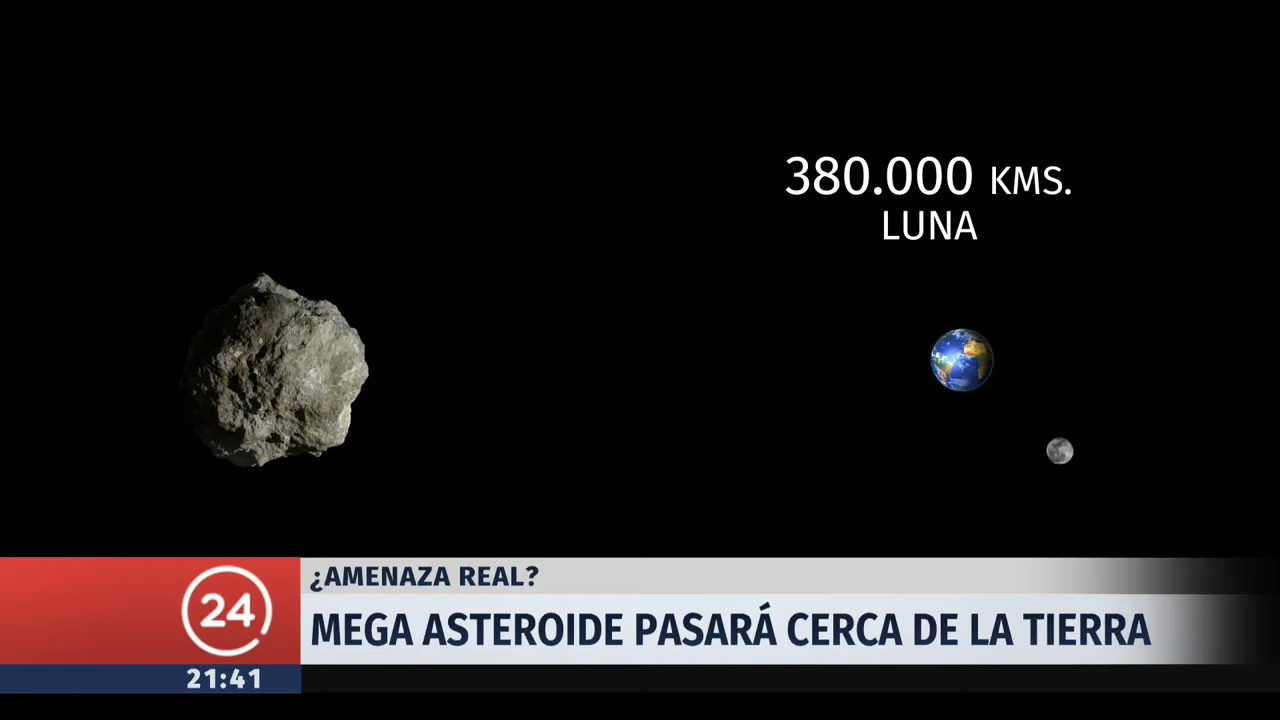 380.000 KMS.
LUNA
¿AMENAZA REAL?
24
MEGA ASTEROIDE PASARÁ CERCA DE LA TIERRA
21:41